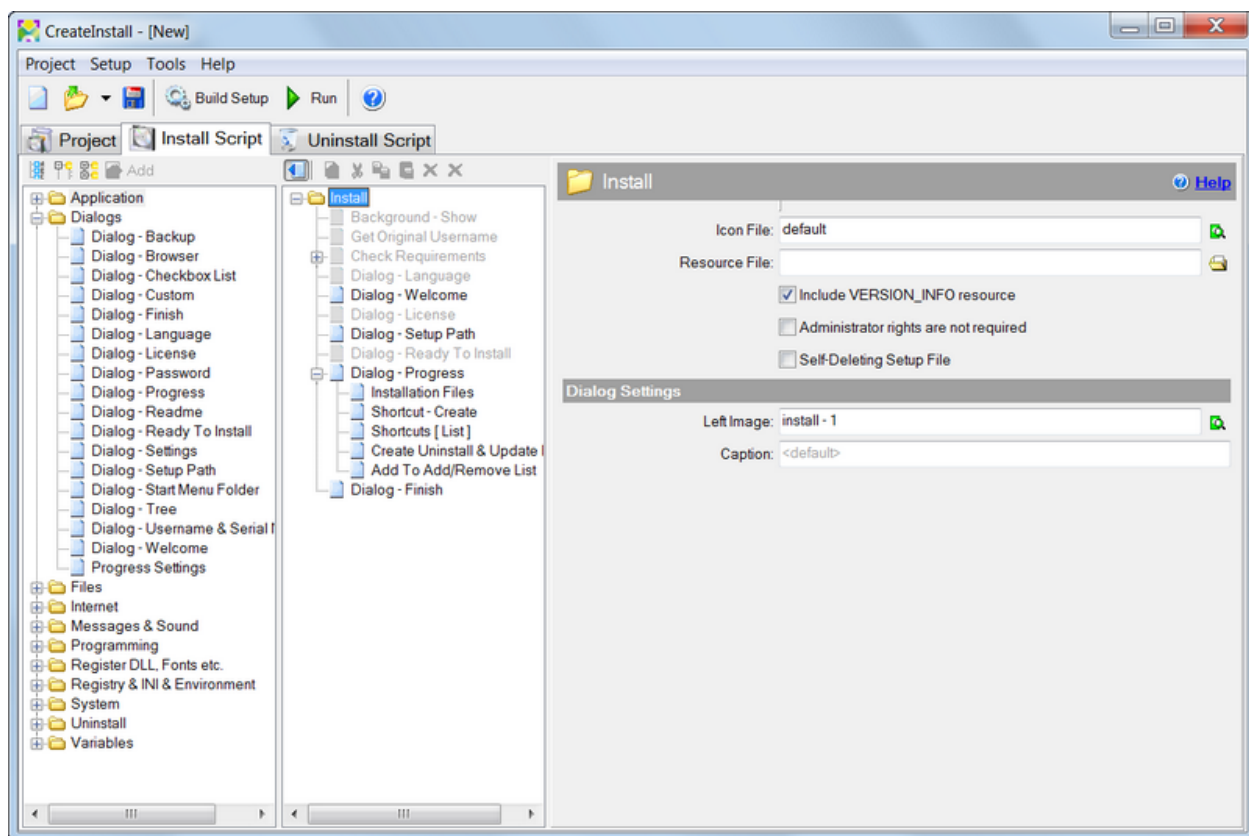 CreateInstall - [New]
Project Setup Tools Help
Build Setup Run
Project Install Script Uninstall Script
Add
Application
Dialogs
Dialog - Backup
Dialog - Browser
Dialog - Checkbox List
Dialog - Custom
Dialog - Finish
Dialog - Language
Dialog - License
Dialog - Password
Dialog - Progress
Dialog - Readme
Dialog - Ready To Install
Dialog - Settings
Dialog - Setup Path
Dialog - Start Menu Folder
Dialog - Tree
Dialog - Username & Serial
Dialog - Welcome
Progress Settings
Files
Internet
Messages & Sound
Programming
Register DLL, Fonts etc.
Registry & INI & Environment
System
Uninstall
Variables
Install
Background - Show
Get Original Username
Check Requirements
Dialog - Language
Dialog - Welcome
Dialog - License
Dialog - Setup Path
Dialog - Ready To Install
Dialog - Progress
Installation Files
Shortcut - Create
Shortcuts [ List ]
Create Uninstall & Update
Add To Add/Remove List
Dialog - Finish
Install Help
Icon File: default
Resource File:
Include VERSION_INFO resource
Administrator rights are not required
Self-Deleting Setup File
Dialog Settings
Left Image: install - 1
Caption: <default>